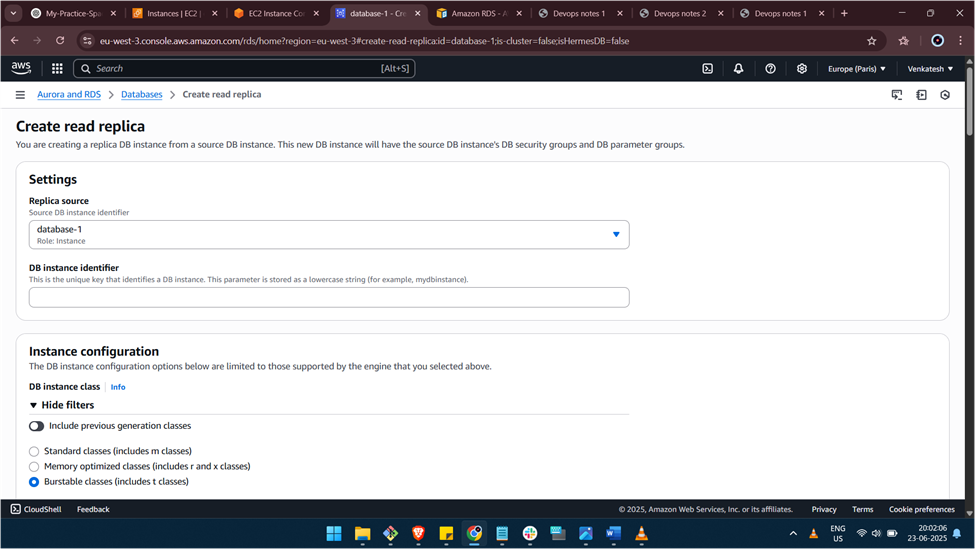 My-Practice-Spa
Instances | EC2 |
EC2 Instance Co
database-1 - Cre
Amazon RDS - A
Devops notes 1
Devops notes 2
Devops notes 1
eu-west-3.console.aws.amazon.com/rds/home?region=eu-west-3#create-read-replica:id=database-1;is-cluster=false;isHermesDB=false
aws
Search
[Alt+S]
Europe (Paris)
Venkatesh
Aurora and RDS
Databases
Create read replica
Create read replica
You are creating a replica DB instance from a source DB instance. This new DB instance will have the source DB instance's DB security groups and DB parameter groups.
Settings
Replica source
Source DB instance identifier
database-1
Role: Instance
DB instance identifier
This is the unique key that identifies a DB instance. This parameter is stored as a lowercase string (for example, mydbinstance).
Instance configuration
The DB instance configuration options below are limited to those supported by the engine that you selected above.
DB instance class
Info
Hide filters
Include previous generation classes
Standard classes (includes m classes)
Memory optimized classes (includes r and x classes)
Burstable classes (includes t classes)
CloudShell
Feedback
© 2025, Amazon Web Services, Inc. or its affiliates.
Privacy
Terms
Cookie preferences
ENG
US
20:02:06
23-06-2025